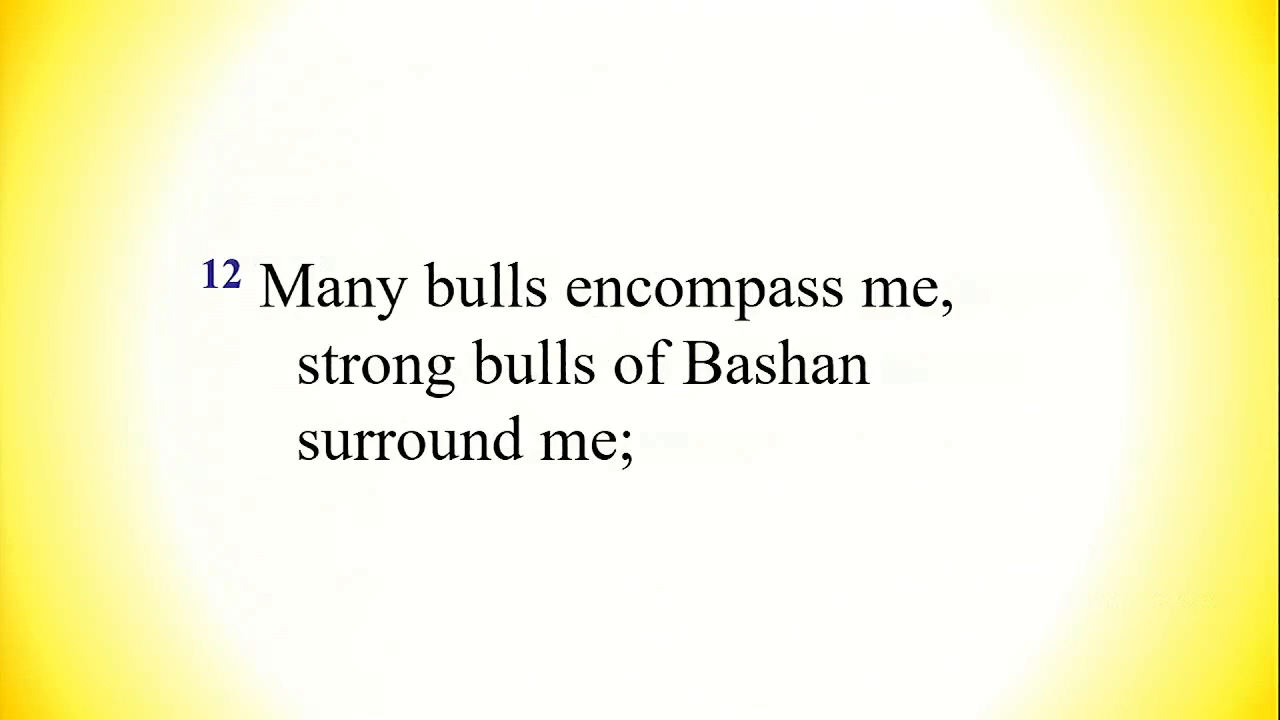 12 Many bulls encompass me,
strong bulls of Bashan
surround me;